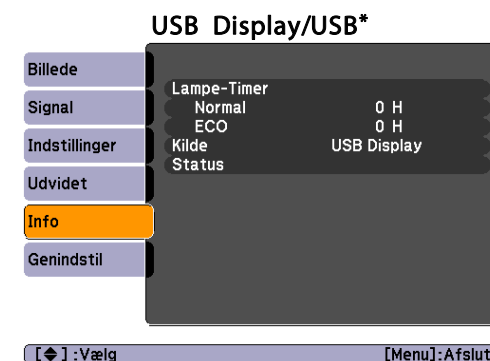 USB Display/USB*
Billede
Signal
Indstillinger
Udvidet
Info
Genindstil
Lampe-Timer
Normal 0 H
ECO 0 H
Kilde USB Display
Status
[◆] :Vælg [Menu]:Afslut